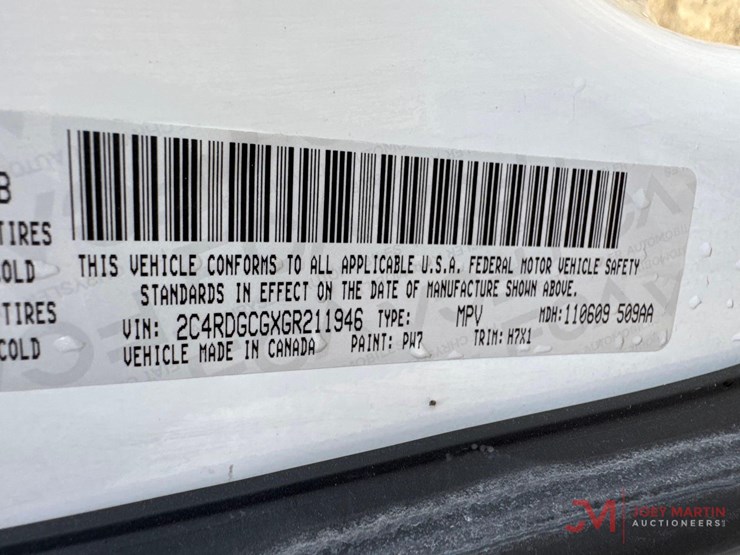 B
TIRES
COLD
TIRES
COLD
THIS VEHICLE CONFORMS TO ALL APPLICABLE U.S.A. FEDERAL MOTOR VEHICLE SAFETY
STANDARDS IN EFFECT ON THE DATE OF MANUFACTURE SHOWN ABOVE.
VIN: 2C4RDGCGXGR211946 TYPE: MPV MDH: 110609 509AA
VEHICLE MADE IN CANADA PAINT: PW7 TRIM: H7X1
JM JOEY MARTIN
AUCTIONEERS